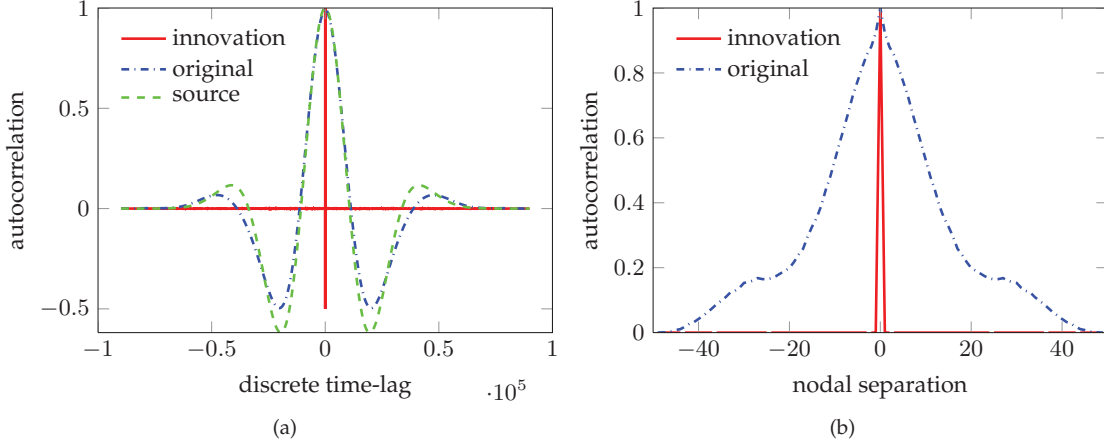 1
0.5
0
−0.5
autocorrelation
innovation
original
source
−1
−0.5
0
0.5
1
·10⁵
discrete time-lag
(a)
1
0.8
0.6
0.4
0.2
0
autocorrelation
innovation
original
−40
−20
0
20
40
nodal separation
(b)